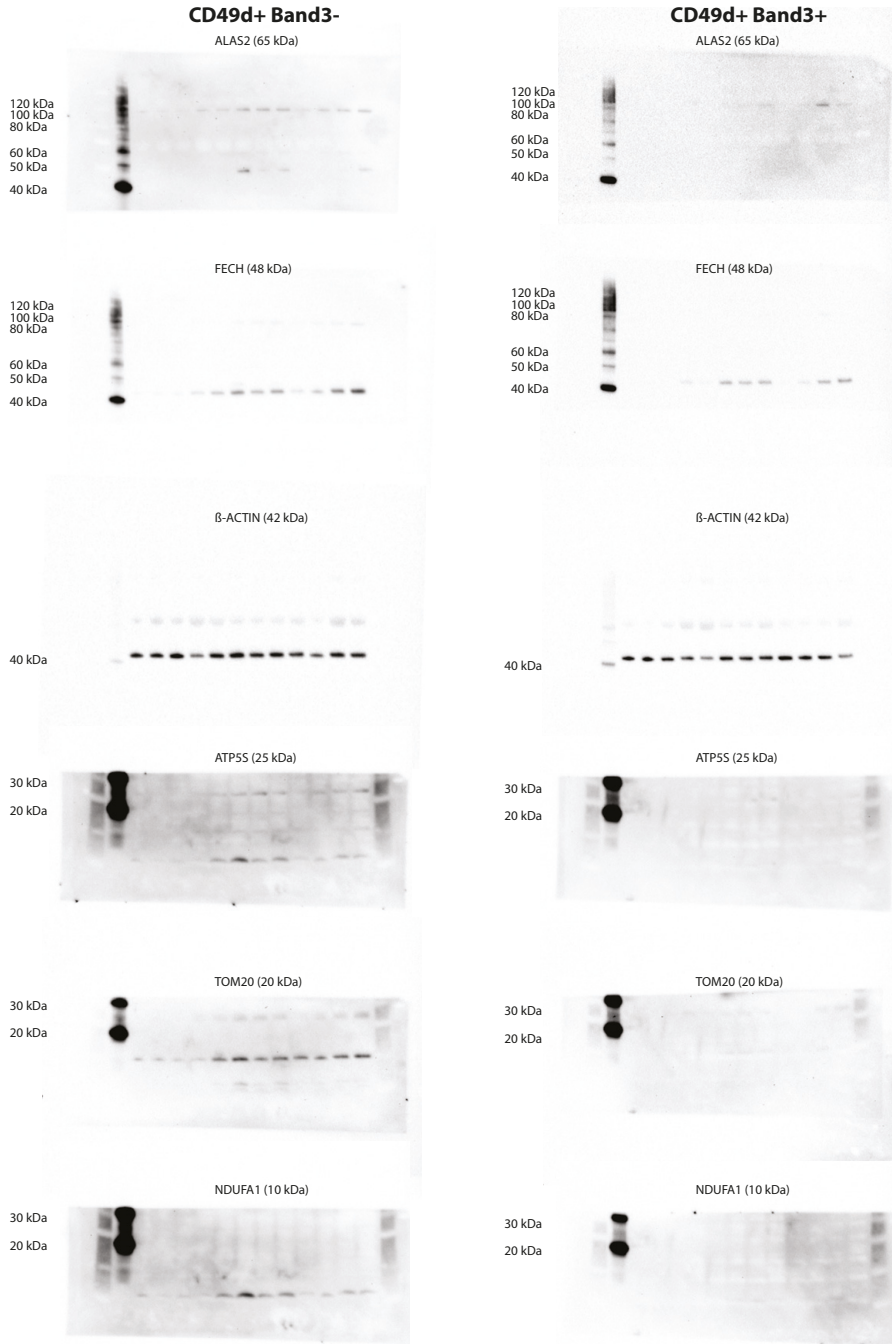 CD49d+ Band3-
ALAS2 (65 kDa)
120 kDa
100 kDa
80 kDa
60 kDa
50 kDa
40 kDa
FECH (48 kDa)
120 kDa
100 kDa
80 kDa
60 kDa
50 kDa
40 kDa
ß-ACTIN (42 kDa)
40 kDa
ATP5S (25 kDa)
30 kDa
20 kDa
TOM20 (20 kDa)
30 kDa
20 kDa
NDUFA1 (10 kDa)
30 kDa
20 kDa
CD49d+ Band3+
ALAS2 (65 kDa)
120 kDa
100 kDa
80 kDa
60 kDa
50 kDa
40 kDa
FECH (48 kDa)
120 kDa
100 kDa
80 kDa
60 kDa
50 kDa
40 kDa
ß-ACTIN (42 kDa)
40 kDa
ATP5S (25 kDa)
30 kDa
20 kDa
TOM20 (20 kDa)
30 kDa
20 kDa
NDUFA1 (10 kDa)
30 kDa
20 kDa